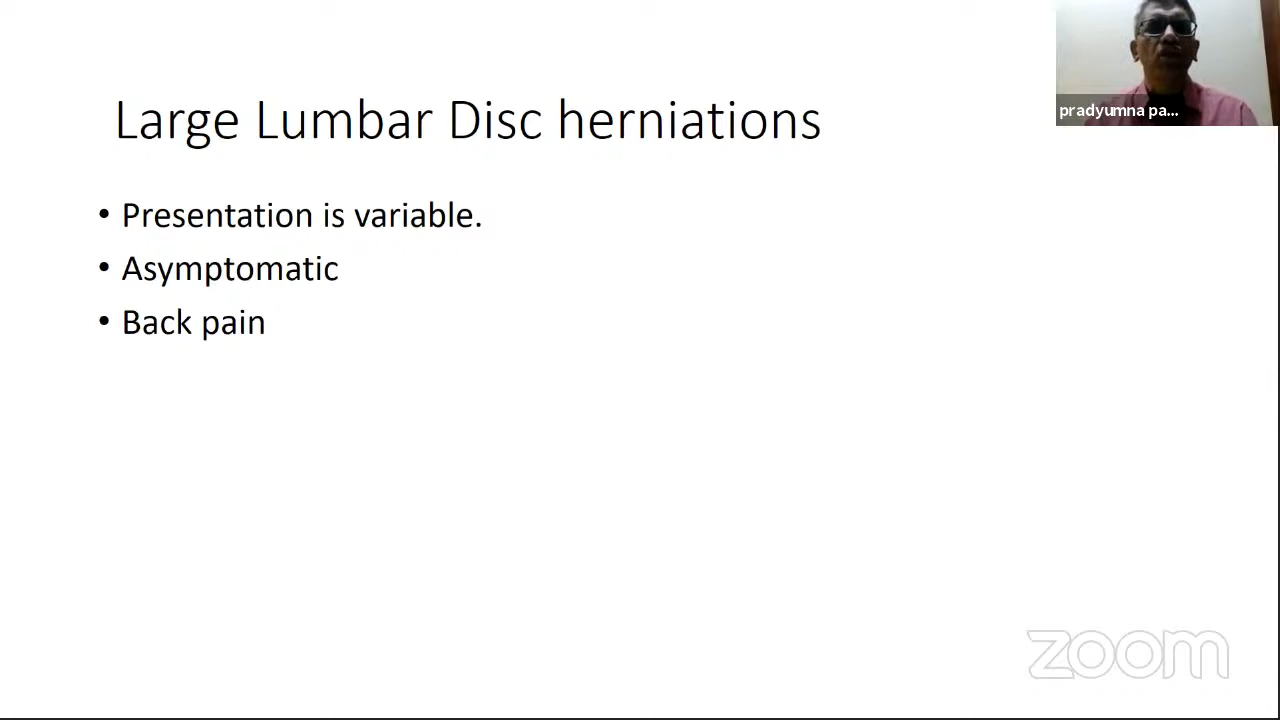 pradyumna pa...
Large Lumbar Disc herniations
• Presentation is variable.
• Asymptomatic
• Back pain
zoom